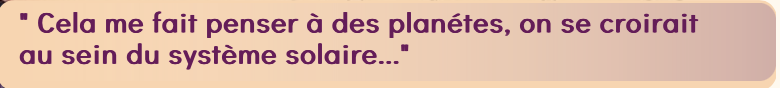 " Cela me fait penser à des planétes, on se croirait
au sein du système solaire..."